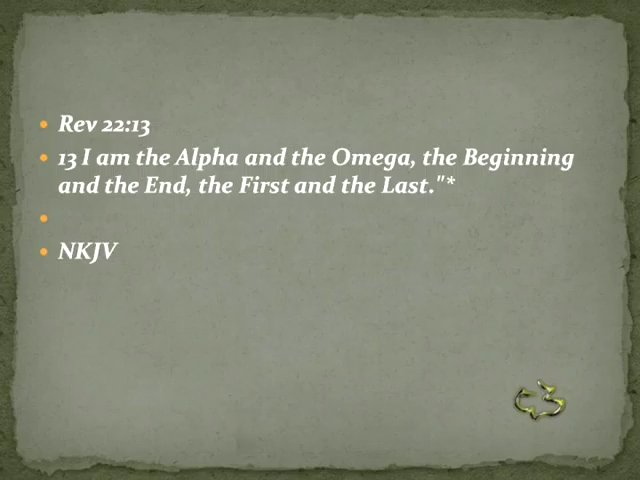 Rev 22:13
13 I am the Alpha and the Omega, the Beginning
and the End, the First and the Last."*
NKJV